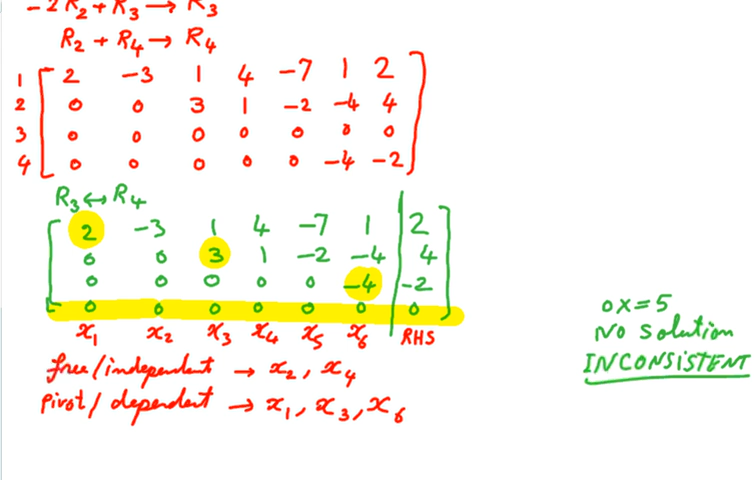 -2R₂+R₃→R₃
R₂+R₄→R₄
1 2 -3 1 4 -7 1 2
2 0 0 3 1 -2 -4 4
3 0 0 0 0 0 0 0
4 0 0 0 0 0 -4 -2
R₃↔R₄
2 -3 1 4 -7 1 2
0 0 3 1 -2 -4 4
0 0 0 0 0 -4 -2
0 0 0 0 0 0 0
x₁ x₂ x₃ x₄ x₅ x₆ RHS
free/independent → x₂, x₄
pivot/dependent → x₁, x₃, x₆
0x=5
No solution
INCONSISTENT